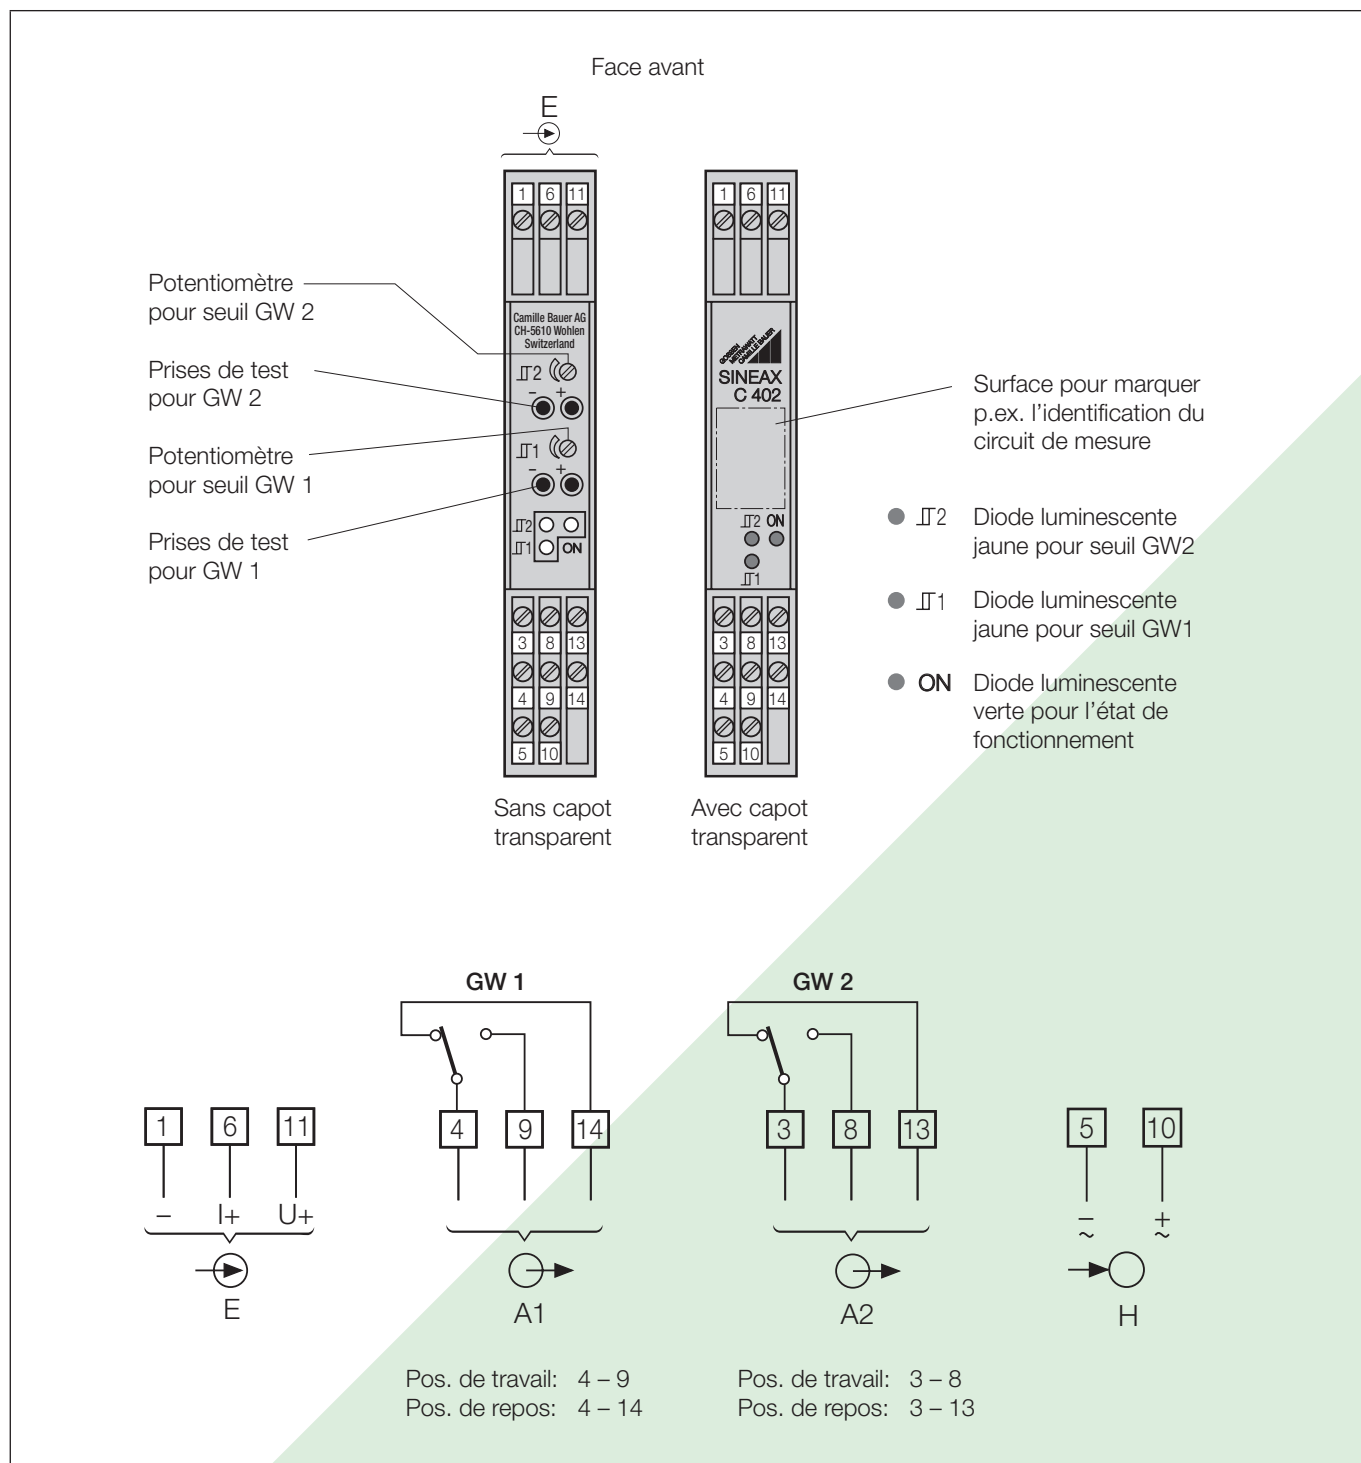 Face avant
E
1 6 11
1 6 11
Potentiomètre
pour seuil GW 2
Prises de test
pour GW 2
Potentiomètre
pour seuil GW 1
Prises de test
pour GW 1
Camille Bauer AG
CH-5610 Wohlen
Switzerland
2
– +
1
– +
2
1 ON
3 8 13
4 9 14
5 10
Sans capot
transparent
GOSSEN
METRAWATT
CAMILLE BAUER
SINEAX
C 402
2 ON
1
3 8 13
4 9 14
5 10
Avec capot
transparent
Surface pour marquer
p.ex. l'identification du
circuit de mesure
2 Diode luminescente
jaune pour seuil GW2
1 Diode luminescente
jaune pour seuil GW1
ON Diode luminescente
verte pour l'état de
fonctionnement
GW 1
GW 2
1 6 11
4 9 14
3 8 13
5 10
– I+ U+
– +
~ ~
E
A1
A2
H
Pos. de travail: 4 – 9
Pos. de repos: 4 – 14
Pos. de travail: 3 – 8
Pos. de repos: 3 – 13